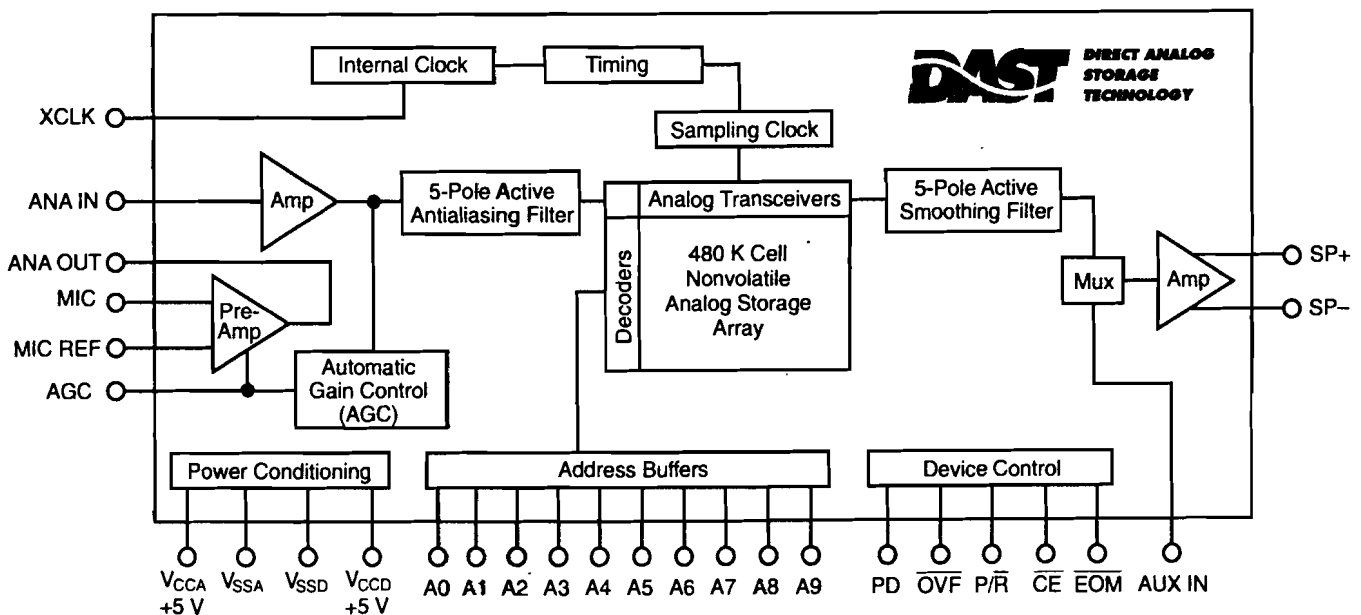 DAST
DIRECT ANALOG
STORAGE
TECHNOLOGY
Internal Clock
Timing
XCLK
Sampling Clock
ANA IN
Amp
5-Pole Active
Antialiasing Filter
Analog Transceivers
5-Pole Active
Smoothing Filter
ANA OUT
MIC
MIC REF
AGC
Pre-
Amp
Automatic
Gain Control
(AGC)
Decoders
480 K Cell
Nonvolatile
Analog Storage
Array
Mux
Amp
SP+
SP–
Power Conditioning
Address Buffers
Device Control
VCCA
+5 V
VSSA
VSSD
VCCD
+5 V
A0
A1
A2
A3
A4
A5
A6
A7
A8
A9
PD
O̅V̅F̅
P/R̅
C̅E̅
E̅O̅M̅
AUX IN